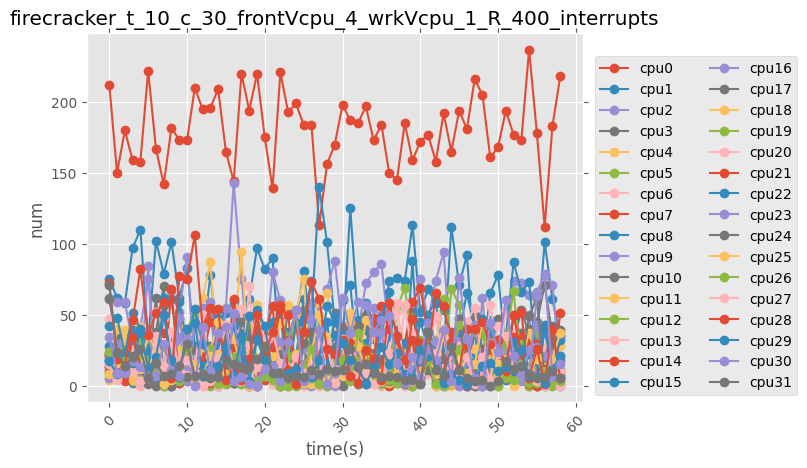 firecracker_t_10_c_30_frontVcpu_4_wrkVcpu_1_R_400_interrupts
num
200
150
100
50
0
0
10
20
30
40
50
60
time(s)
cpu0
cpu1
cpu2
cpu3
cpu4
cpu5
cpu6
cpu7
cpu8
cpu9
cpu10
cpu11
cpu12
cpu13
cpu14
cpu15
cpu16
cpu17
cpu18
cpu19
cpu20
cpu21
cpu22
cpu23
cpu24
cpu25
cpu26
cpu27
cpu28
cpu29
cpu30
cpu31